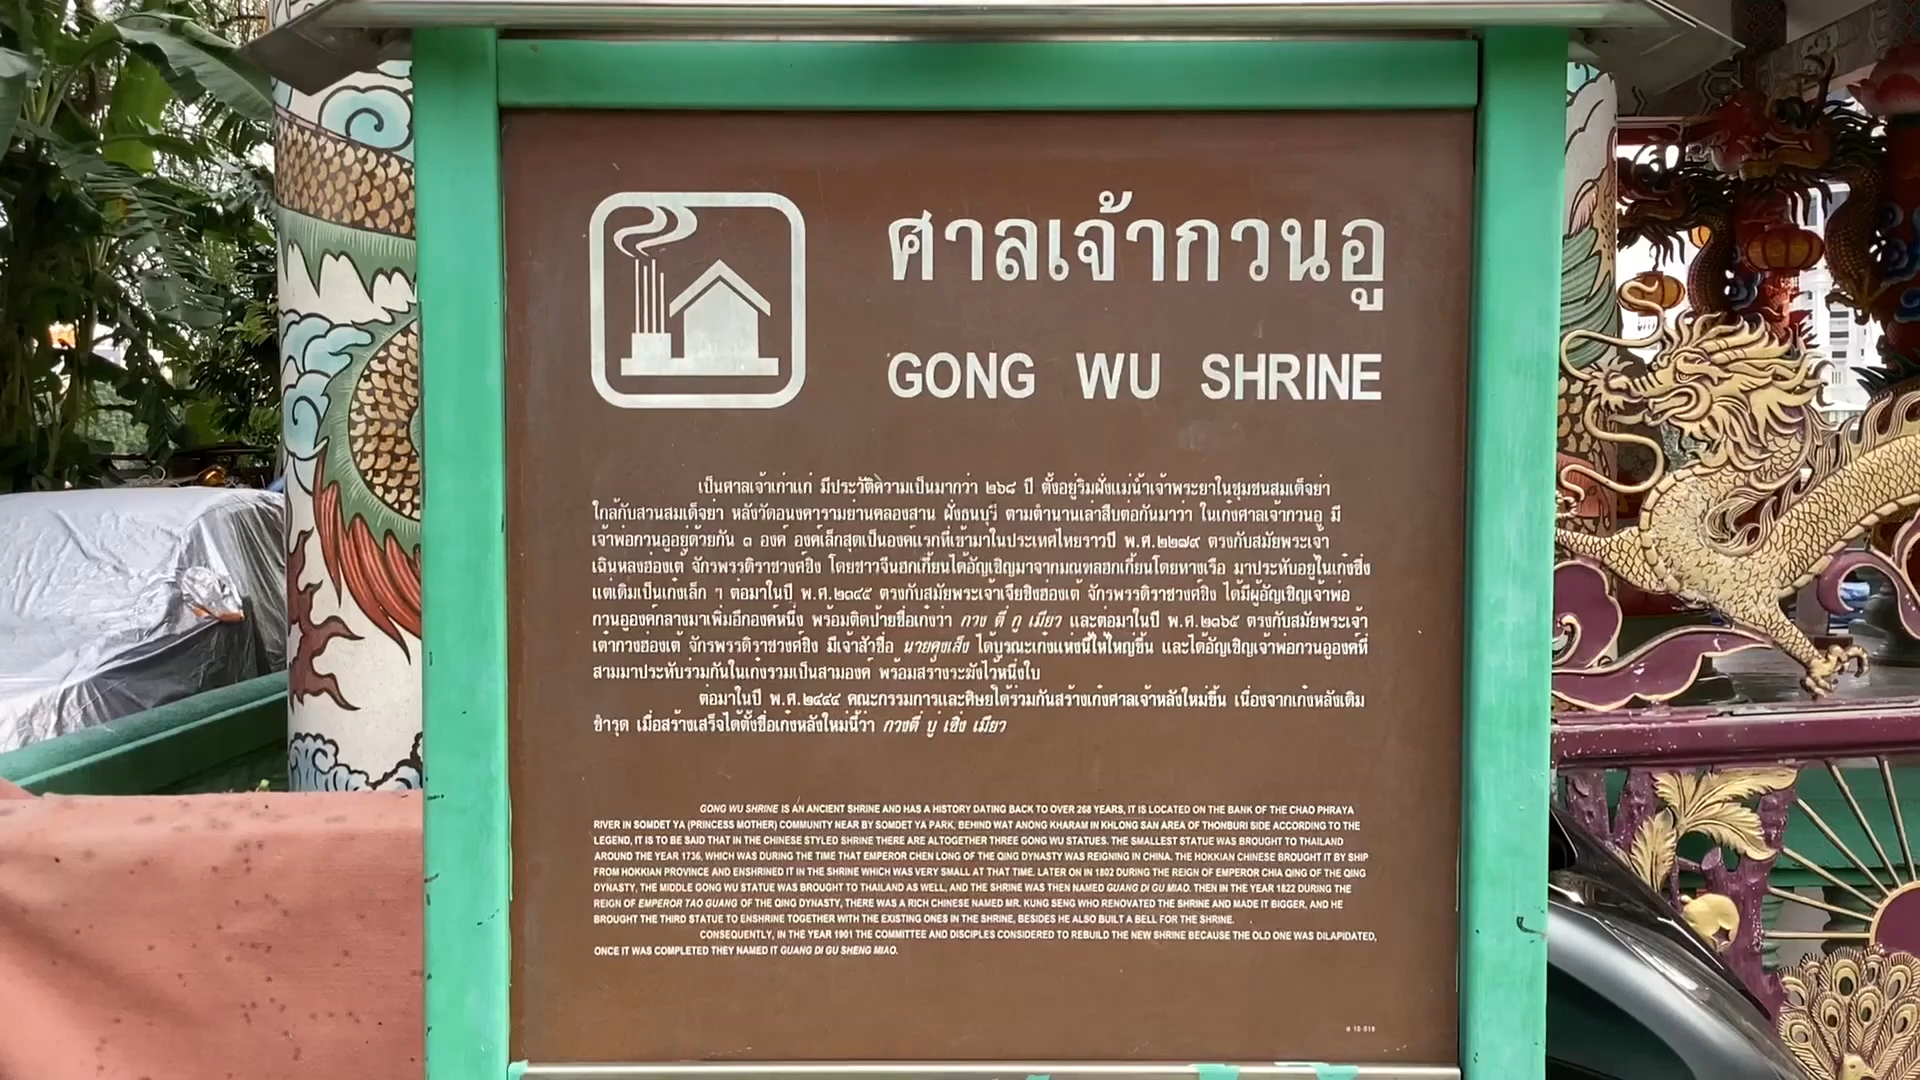 ศาลเจ้ากวนอู
GONG WU SHRINE
เป็นศาลเจ้าเก่าแก่ มีประวัติความเป็นมากว่า ๒๖๘ ปี ตั้งอยู่ริมฝั่งแม่น้ำเจ้าพระยาในชุมชนสมเด็จย่า
ใกล้กับสวนสมเด็จย่า หลังวัดอนงคารามย่านคลองสาน ฝั่งธนบุรี ตามตำนานเล่าสืบต่อกันมาว่า ในเก๋งศาลเจ้ากวนอู มี
เจ้าพ่อกวนอูอยู่ด้วยกัน ๓ องค์ องค์เล็กสุดเป็นองค์แรกที่เข้ามาในประเทศไทยราวปี พ.ศ.๒๒๗๙ ตรงกับสมัยพระเจ้า
เฉินหลงฮ่องเต้ จักรพรรดิราชวงศ์ชิง โดยชาวจีนฮกเกี้ยนได้อัญเชิญมาจากมณฑลฮกเกี้ยนโดยทางเรือ มาประทับอยู่ในเก๋งซึ่ง
แต่เดิมเป็นเก๋งเล็ก ๆ ต่อมาในปี พ.ศ.๒๓๔๕ ตรงกับสมัยพระเจ้าเจียชิงฮ่องเต้ จักรพรรดิราชวงศ์ชิง ได้มีผู้อัญเชิญเจ้าพ่อ
กวนอูองค์กลางมาเพิ่มอีกองค์หนึ่ง พร้อมติดป้ายชื่อเก๋งว่า กวง ตี่ กู เมียว และต่อมาในปี พ.ศ.๒๓๖๕ ตรงกับสมัยพระเจ้า
เต๋ากวงฮ่องเต้ จักรพรรดิราชวงศ์ชิง มีเจ้าสัวชื่อ นายคุงเส็ง ได้บูรณะเก๋งแห่งนี้ให้ใหญ่ขึ้น และได้อัญเชิญเจ้าพ่อกวนอูองค์ที่
สามมาประทับร่วมกันในเก๋งรวมเป็นสามองค์ พร้อมสร้างระฆังไว้หนึ่งใบ
ต่อมาในปี พ.ศ.๒๔๔๔ คณะกรรมการและศิษย์ได้ร่วมกันสร้างเก๋งศาลเจ้าหลังใหม่ขึ้น เนื่องจากเก๋งหลังเดิม
ชำรุด เมื่อสร้างเสร็จได้ตั้งชื่อเก๋งหลังใหม่นี้ว่า กวงตี่ บู๋ เฮ่ง เมียว
GONG WU SHRINE IS AN ANCIENT SHRINE AND HAS A HISTORY DATING BACK TO OVER 268 YEARS, IT IS LOCATED ON THE BANK OF THE CHAO PHRAYA
RIVER IN SOMDET YA (PRINCESS MOTHER) COMMUNITY NEAR BY SOMDET YA PARK, BEHIND WAT ANONG KHARAM IN KHLONG SAN AREA OF THONBURI SIDE ACCORDING TO THE
LEGEND, IT IS TO BE SAID THAT IN THE CHINESE STYLED SHRINE THERE ARE ALTOGETHER THREE GONG WU STATUES. THE SMALLEST STATUE WAS BROUGHT TO THAILAND
AROUND THE YEAR 1736, WHICH WAS DURING THE TIME THAT EMPEROR CHEN LONG OF THE QING DYNASTY WAS REIGNING IN CHINA. THE HOKKIAN CHINESE BROUGHT IT BY SHIP
FROM HOKKIAN PROVINCE AND ENSHRINED IT IN THE SHRINE WHICH WAS VERY SMALL AT THAT TIME. LATER ON IN 1802 DURING THE REIGN OF EMPEROR CHIA QING OF THE QING
DYNASTY, THE MIDDLE GONG WU STATUE WAS BROUGHT TO THAILAND AS WELL, AND THE SHRINE WAS THEN NAMED GUANG DI GU MIAO. THEN IN THE YEAR 1822 DURING THE
REIGN OF EMPEROR TAO GUANG OF THE QING DYNASTY, THERE WAS A RICH CHINESE NAMED MR. KUNG SENG WHO RENOVATED THE SHRINE AND MADE IT BIGGER, AND HE
BROUGHT THE THIRD STATUE TO ENSHRINE TOGETHER WITH THE EXISTING ONES IN THE SHRINE, BESIDES HE ALSO BUILT A BELL FOR THE SHRINE.
CONSEQUENTLY, IN THE YEAR 1901 THE COMMITTEE AND DISCIPLES CONSIDERED TO REBUILD THE NEW SHRINE BECAUSE THE OLD ONE WAS DILAPIDATED,
ONCE IT WAS COMPLETED THEY NAMED IT GUANG DI GU SHENG MIAO.